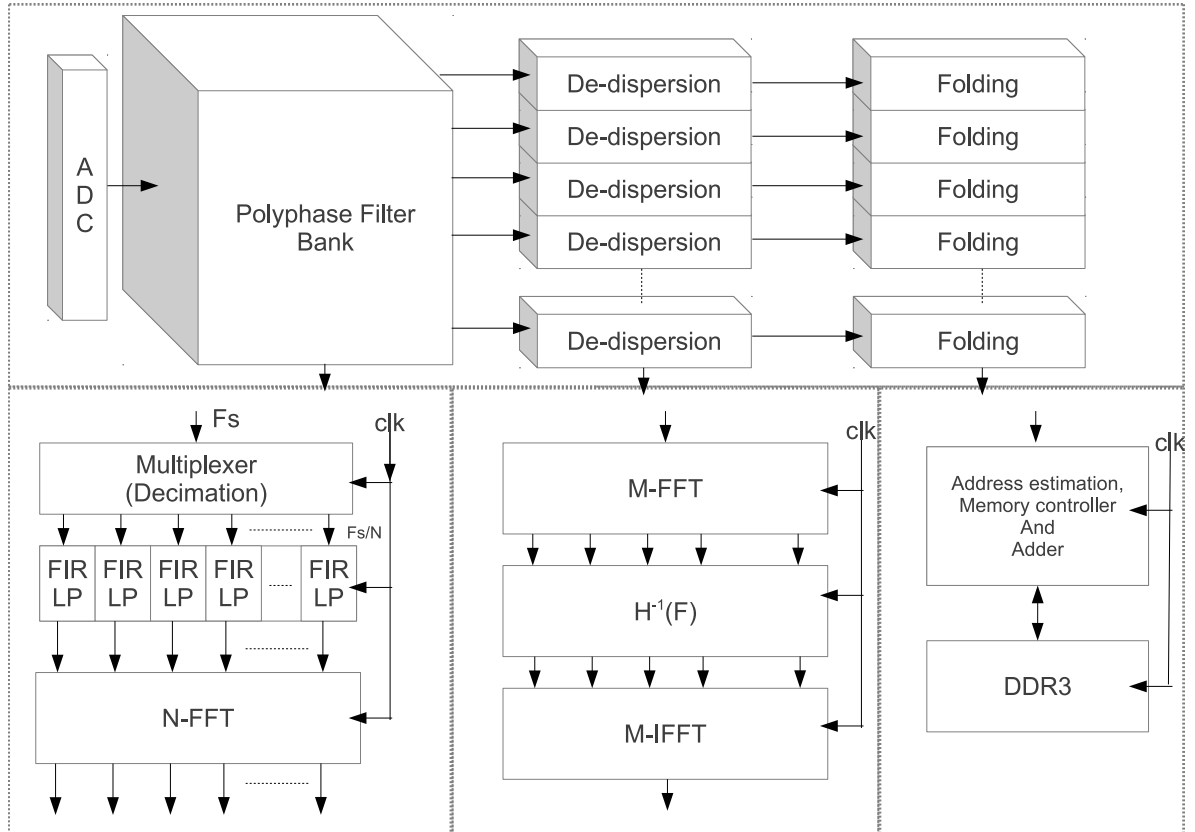 A
D
C
Polyphase Filter
Bank
De-dispersion
Folding
De-dispersion
Folding
De-dispersion
Folding
De-dispersion
Folding
De-dispersion
Folding
Fs
clk
Multiplexer
(Decimation)
Fs/N
FIR LP
FIR LP
FIR LP
FIR LP
FIR LP
N-FFT
clk
M-FFT
H⁻¹(F)
M-IFFT
clk
Address estimation,
Memory controller
And
Adder
DDR3